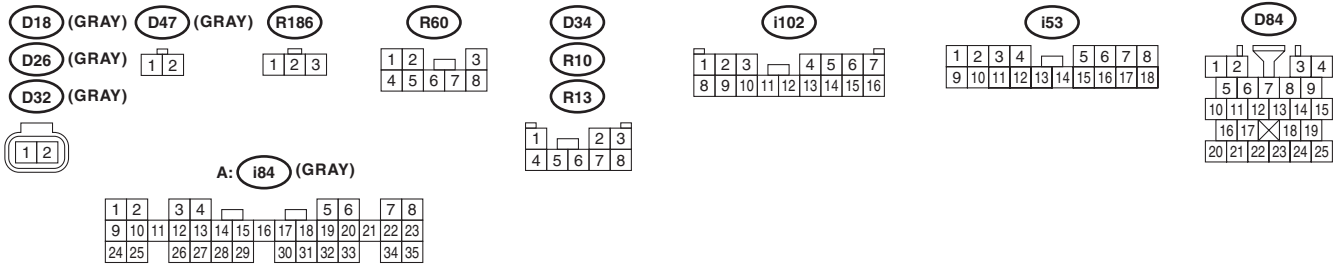 D18 (GRAY) D47 (GRAY) R186 R60 D34 i102 i53 D84
D26 (GRAY)
D32 (GRAY)
1 2
1 2
1 2 3
1 2 3
4 5 6 7 8
R10
R13
1 2 3
4 5 6 7 8
1 2 3 4 5 6 7
8 9 10 11 12 13 14 15 16
1 2 3 4 5 6 7 8
9 10 11 12 13 14 15 16 17 18
1 2 3 4
5 6 7 8 9
10 11 12 13 14 15
16 17 18 19
20 21 22 23 24 25
A: i84 (GRAY)
1 2 3 4 5 6 7 8
9 10 11 12 13 14 15 16 17 18 19 20 21 22 23
24 25 26 27 28 29 30 31 32 33 34 35